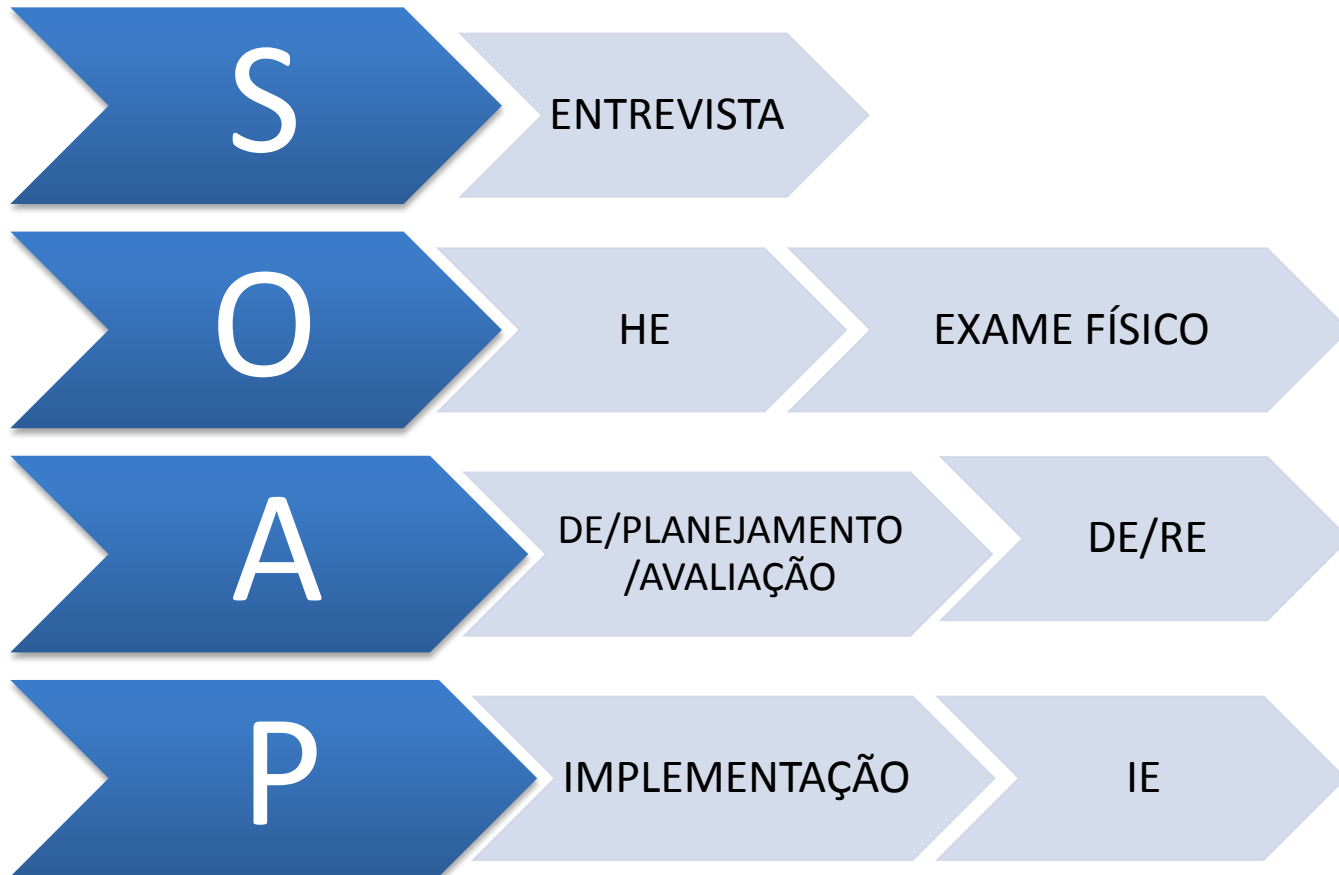 S
ENTREVISTA
O
HE
EXAME FÍSICO
A
DE/PLANEJAMENTO
/AVALIAÇÃO
DE/RE
P
IMPLEMENTAÇÃO
IE